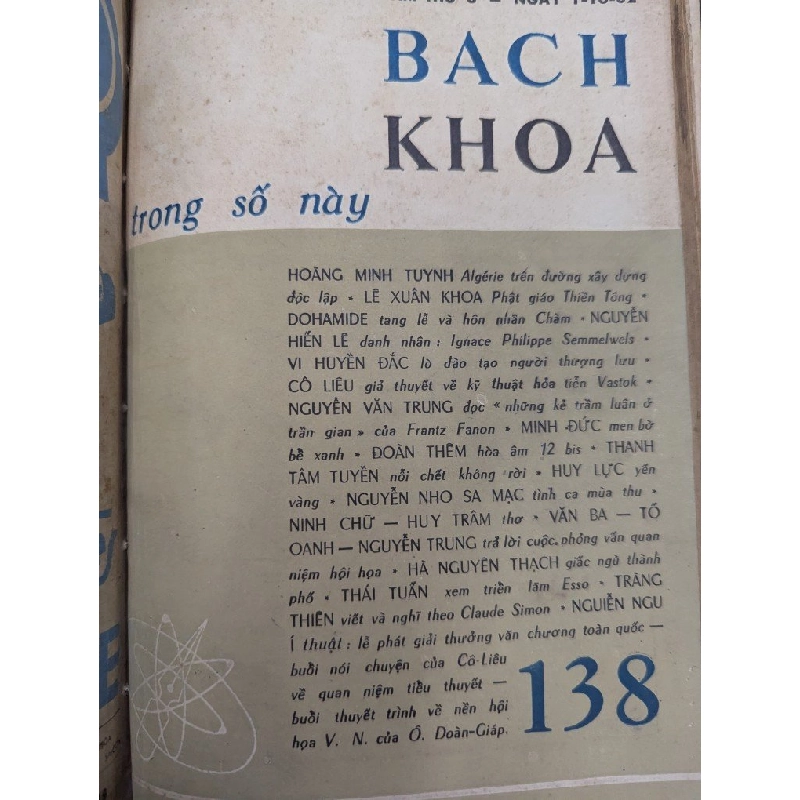 NGÀY 1-10-62
BACH
KHOA
trong số này
HOÀNG MINH TUYNH Algérie trên đường xây dựng
độc lập • LÊ XUÂN KHOA Phật giáo Thiền Tông •
DOHAMIDE tang lễ và hôn nhân Chàm • NGUYỄN
HIẾN LÊ danh nhân : Ignace Philippe Semmelweis •
VI HUYỀN ĐẮC lò đào tạo người thượng lưu •
CÔ LIÊU giả thuyết về kỹ thuật hỏa tiễn Vastok •
NGUYỄN VĂN TRUNG đọc « những kẻ trầm luân ở
trần gian » của Frantz Fanon • MINH ĐỨC men bờ
bể xanh • ĐOÀN THÊM hòa âm 12 bis • THANH
TÂM TUYỀN nỗi chết không rời • HUY LỰC yến
vàng • NGUYỄN NHO SA MẠC tình ca mùa thu •
NINH CHỮ — HUY TRÂM thơ • VĂN BA — TỐ
OANH — NGUYỄN TRUNG trả lời cuộc phỏng vấn quan
niệm hội họa • HÀ NGUYÊN THẠCH giấc ngủ thành
phố • THÁI TUẤN xem triển lãm Esso • TRÀNG
THIÊN viết và nghĩ theo Claude Simon • NGUIỄN NGU
Í thuật : lễ phát giải thưởng văn chương toàn quốc —
buổi nói chuyện của Cô-Liêu
về quan niệm tiểu thuyết —
buổi thuyết trình về nền hội
họa V. N. của Ô. Đoàn-Giáp.
138